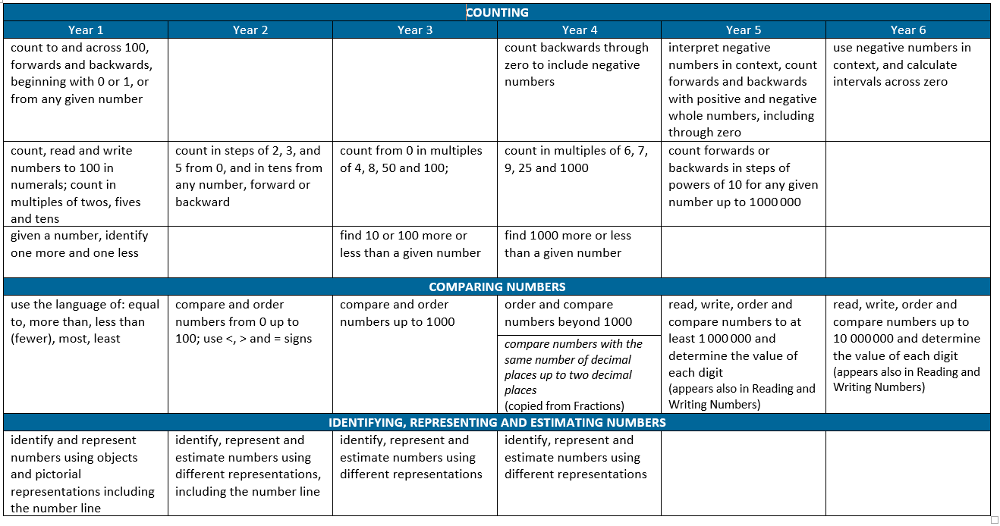 COUNTING
Year 1
Year 2
Year 3
Year 4
Year 5
Year 6
count to and across 100,
forwards and backwards,
beginning with 0 or 1, or
from any given number
count backwards through
zero to include negative
numbers
interpret negative
numbers in context, count
forwards and backwards
with positive and negative
whole numbers, including
through zero
use negative numbers in
context, and calculate
intervals across zero
count, read and write
numbers to 100 in
numerals; count in
multiples of twos, fives
and tens
count in steps of 2, 3, and
5 from 0, and in tens from
any number, forward or
backward
count from 0 in multiples
of 4, 8, 50 and 100;
count in multiples of 6, 7,
9, 25 and 1000
count forwards or
backwards in steps of
powers of 10 for any given
number up to 1000 000
given a number, identify
one more and one less
find 10 or 100 more or
less than a given number
find 1000 more or less
than a given number
COMPARING NUMBERS
use the language of: equal
to, more than, less than
(fewer), most, least
compare and order
numbers from 0 up to
100; use <, > and = signs
compare and order
numbers up to 1000
order and compare
numbers beyond 1000
compare numbers with the
same number of decimal
places up to two decimal
places
(copied from Fractions)
read, write, order and
compare numbers to at
least 1 000 000 and
determine the value of
each digit
(appears also in Reading and
Writing Numbers)
read, write, order and
compare numbers up to
10 000 000 and determine
the value of each digit
(appears also in Reading and
Writing Numbers)
IDENTIFYING, REPRESENTING AND ESTIMATING NUMBERS
identify and represent
numbers using objects
and pictorial
representations including
the number line
identify, represent and
estimate numbers using
different representations,
including the number line
identify, represent and
estimate numbers using
different representations
identify, represent and
estimate numbers using
different representations